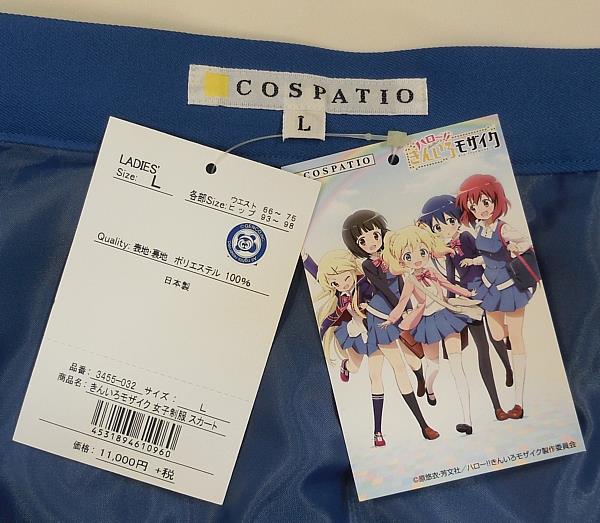 COSPATIO
L
LADIES'
Size: L
各部Size: ウエスト 66～75
ヒップ 93～98
Quality: 表地・裏地 ポリエステル 100%
日本製
品番: 3455-032 サイズ: L
商品名: きんいろモザイク 女子制服 スカート
4531894610960
価格: 11,000円 +税
COSPATIO
ハロー!!
きんいろモザイク
©原悠衣・芳文社／ハロー!!きんいろモザイク製作委員会